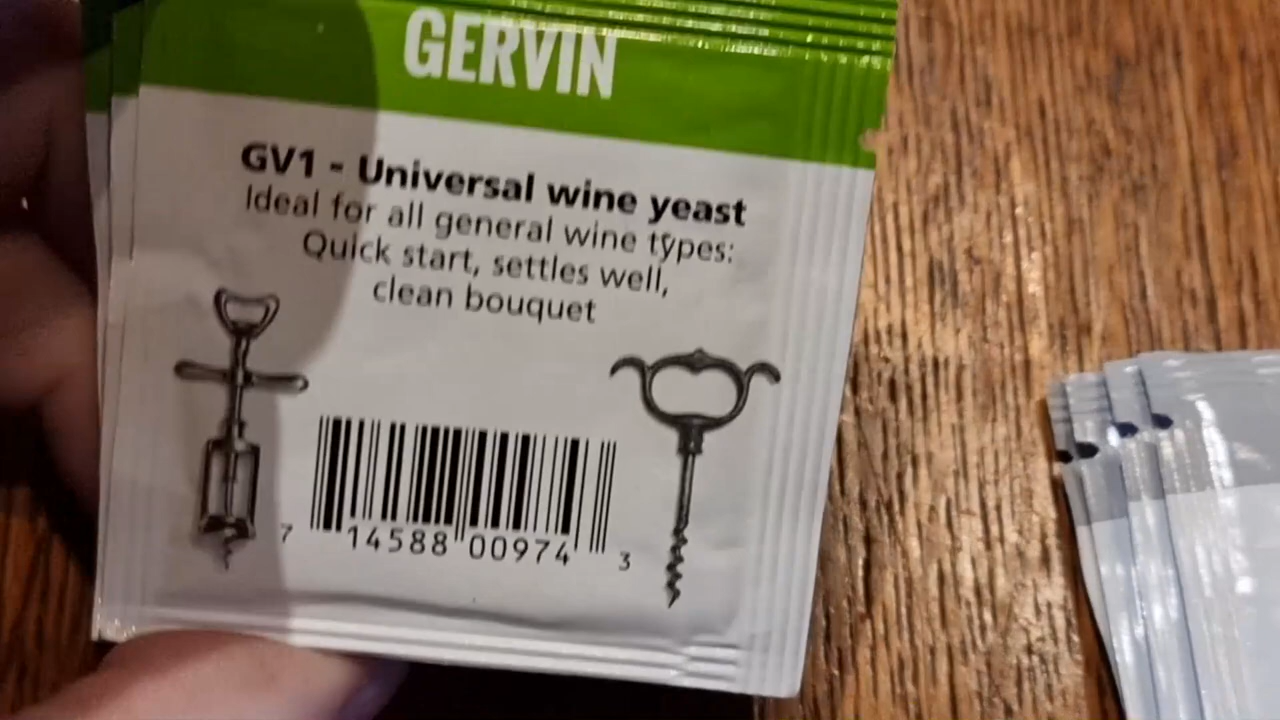 GERVIN
GV1 - Universal wine yeast
Ideal for all general wine types:
Quick start, settles well,
clean bouquet
7 14588 00974 3